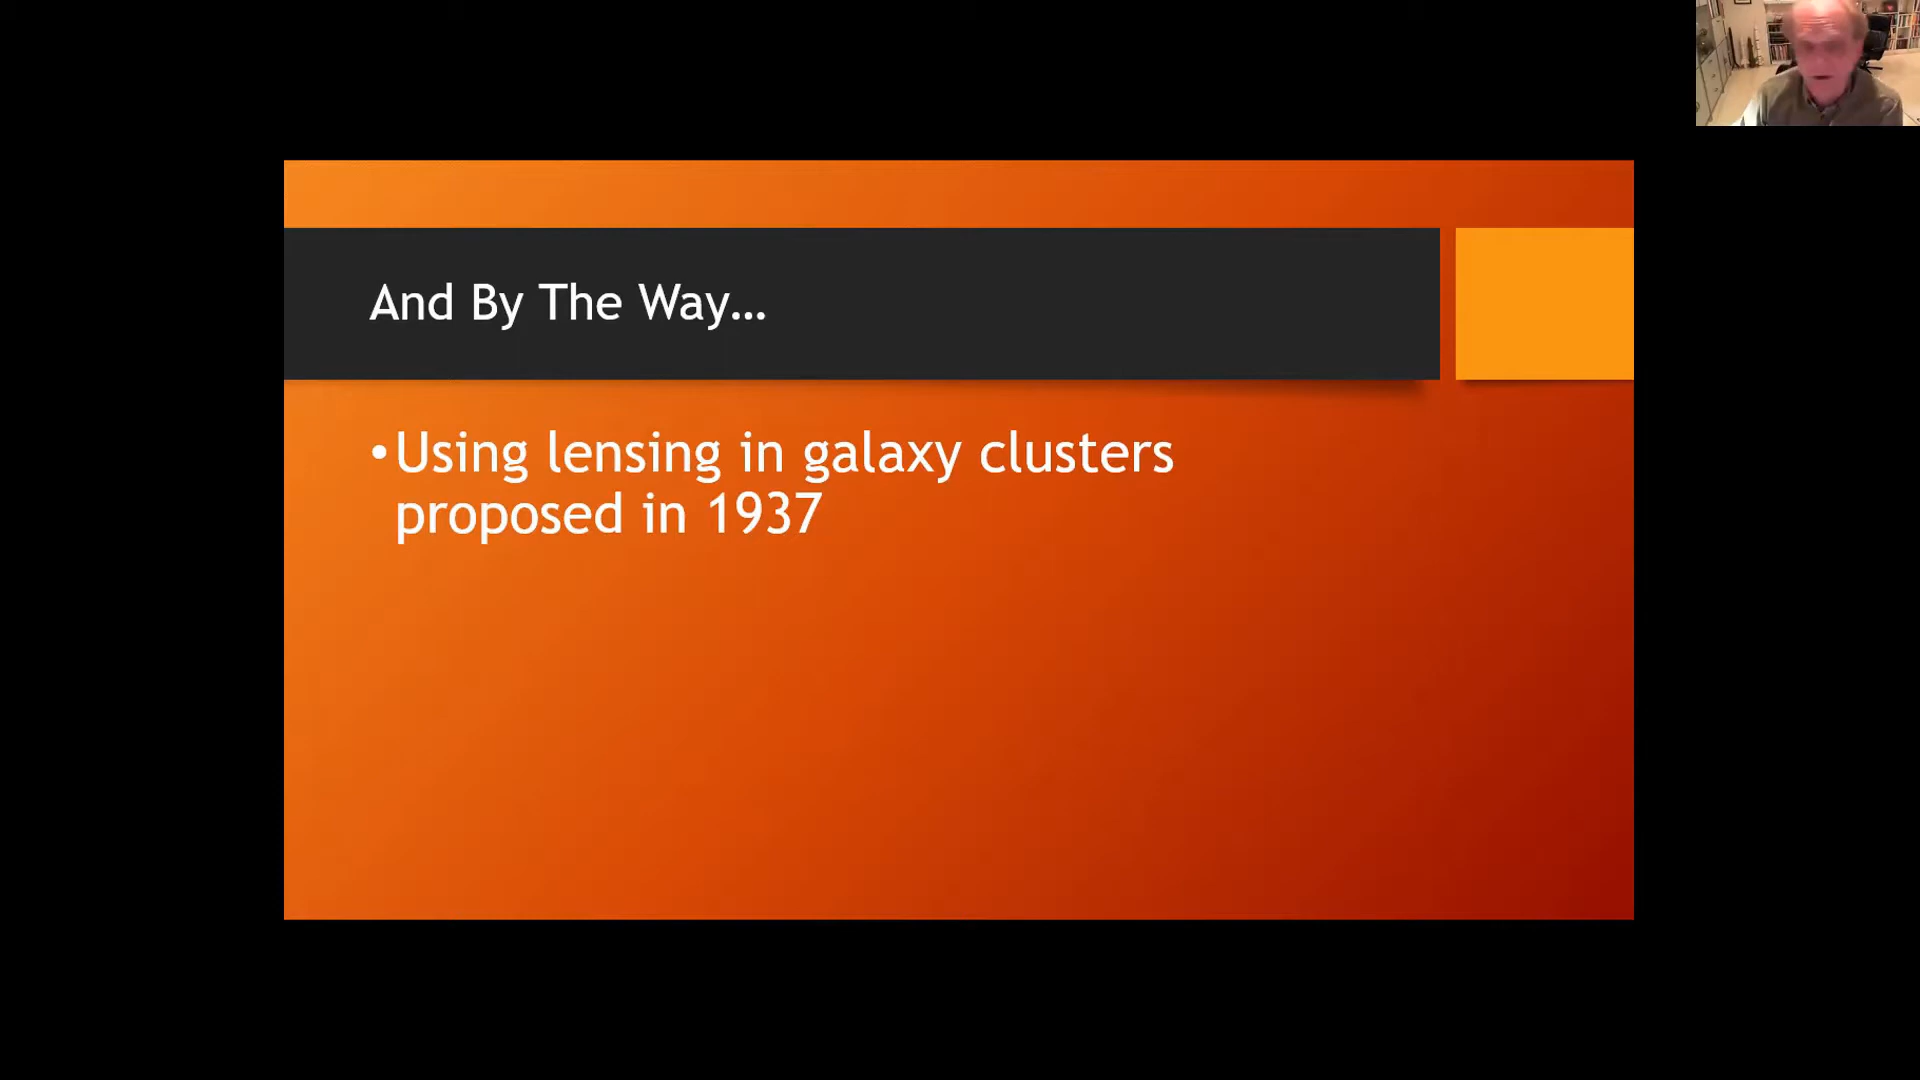 And By The Way…
•Using lensing in galaxy clusters
proposed in 1937